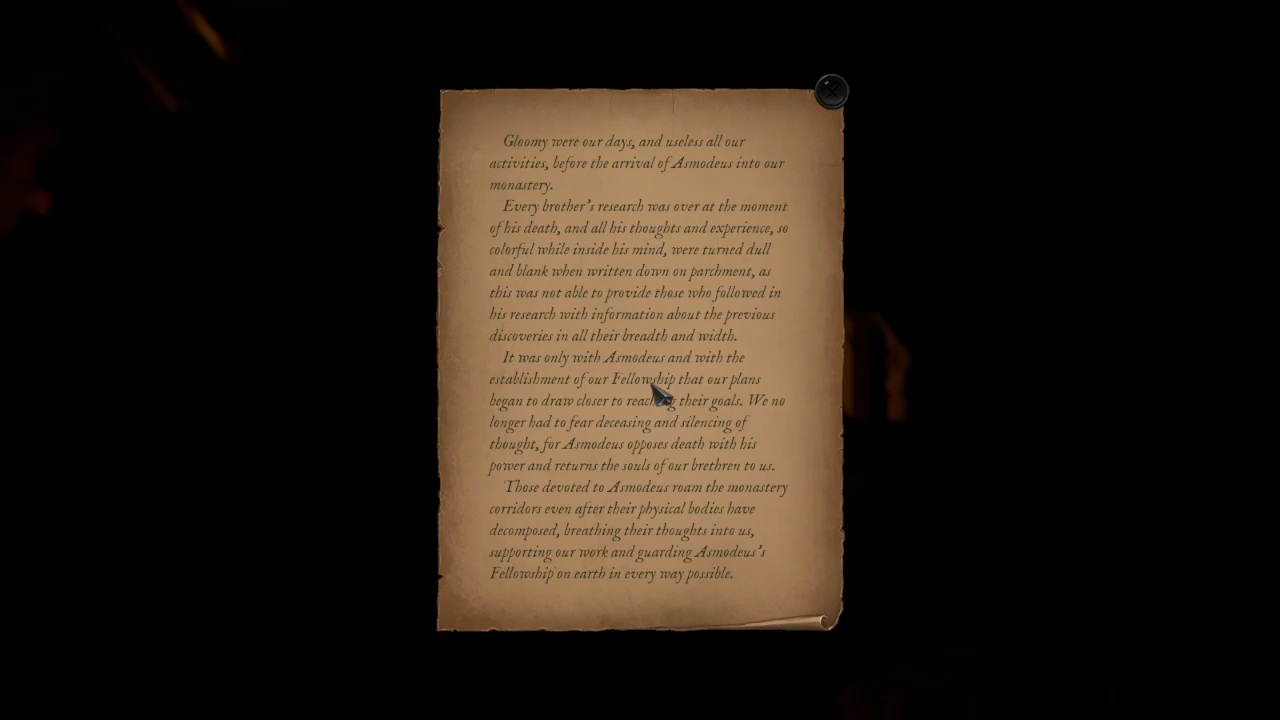 Gloomy were our days, and useless all our
activities, before the arrival of Asmodeus into our
monastery.
Every brother's research was over at the moment
of his death, and all his thoughts and experience, so
colorful while inside his mind, were turned dull
and blank when written down on parchment, as
this was not able to provide those who followed in
his research with information about the previous
discoveries in all their breadth and width.
It was only with Asmodeus and with the
establishment of our Fellowship that our plans
began to draw closer to reaching their goals. We no
longer had to fear deceasing and silencing of
thought, for Asmodeus opposes death with his
power and returns the souls of our brethren to us.
Those devoted to Asmodeus roam the monastery
corridors even after their physical bodies have
decomposed, breathing their thoughts into us,
supporting our work and guarding Asmodeus's
Fellowship on earth in every way possible.